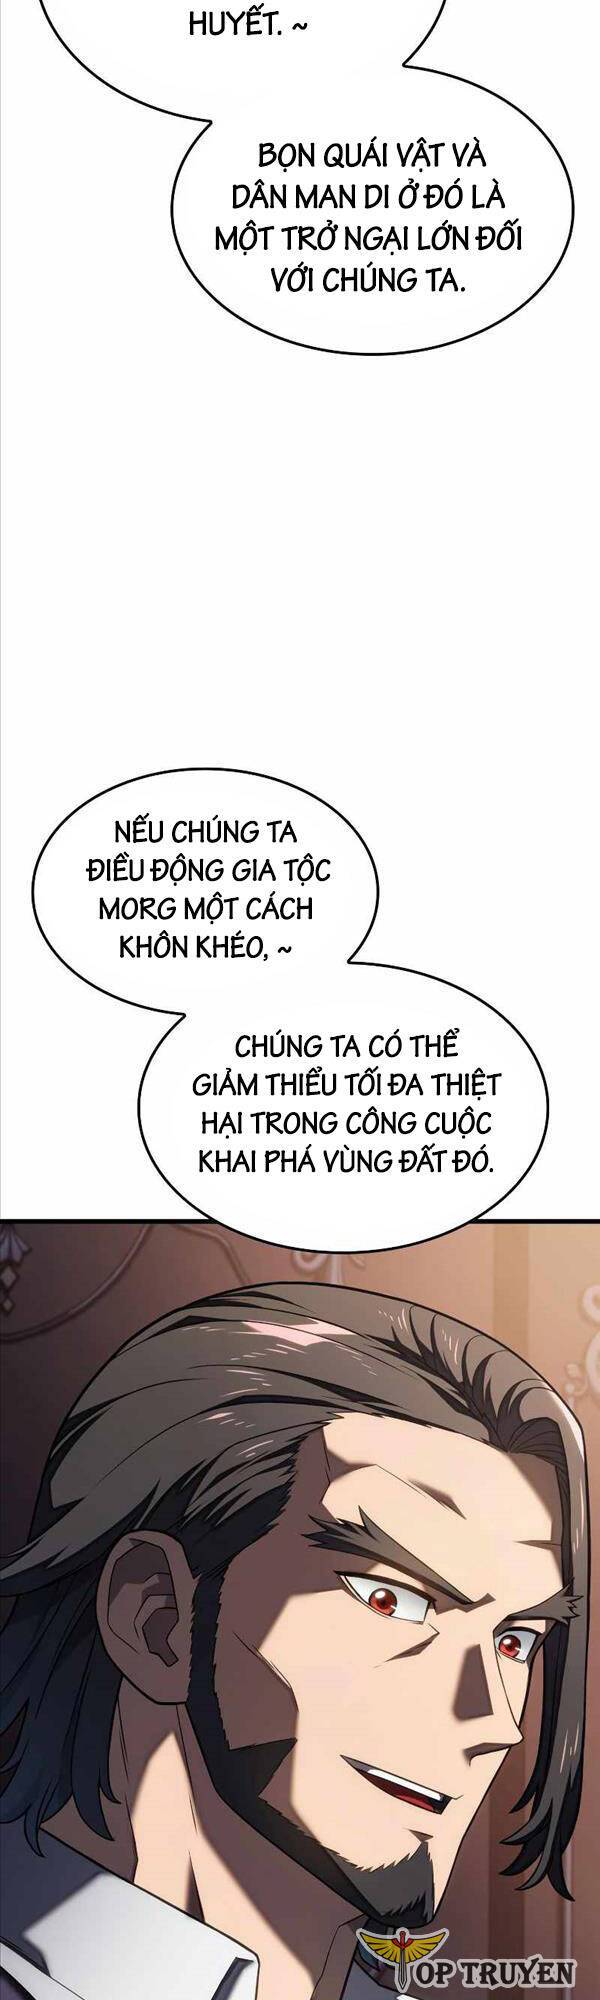 HUYẾT. ~
BỌN QUÁI VẬT VÀ
DÂN MAN DI Ở ĐÓ LÀ
MỘT TRỞ NGẠI LỚN ĐỐI
VỚI CHÚNG TA.
NẾU CHÚNG TA
ĐIỀU ĐỘNG GIA TỘC
MORG MỘT CÁCH
KHÔN KHÉO, ~
CHÚNG TA CÓ THỂ
GIẢM THIỂU TỐI ĐA THIỆT
HẠI TRONG CÔNG CUỘC
KHAI PHÁ VÙNG ĐẤT ĐÓ.
TOP TRUYEN